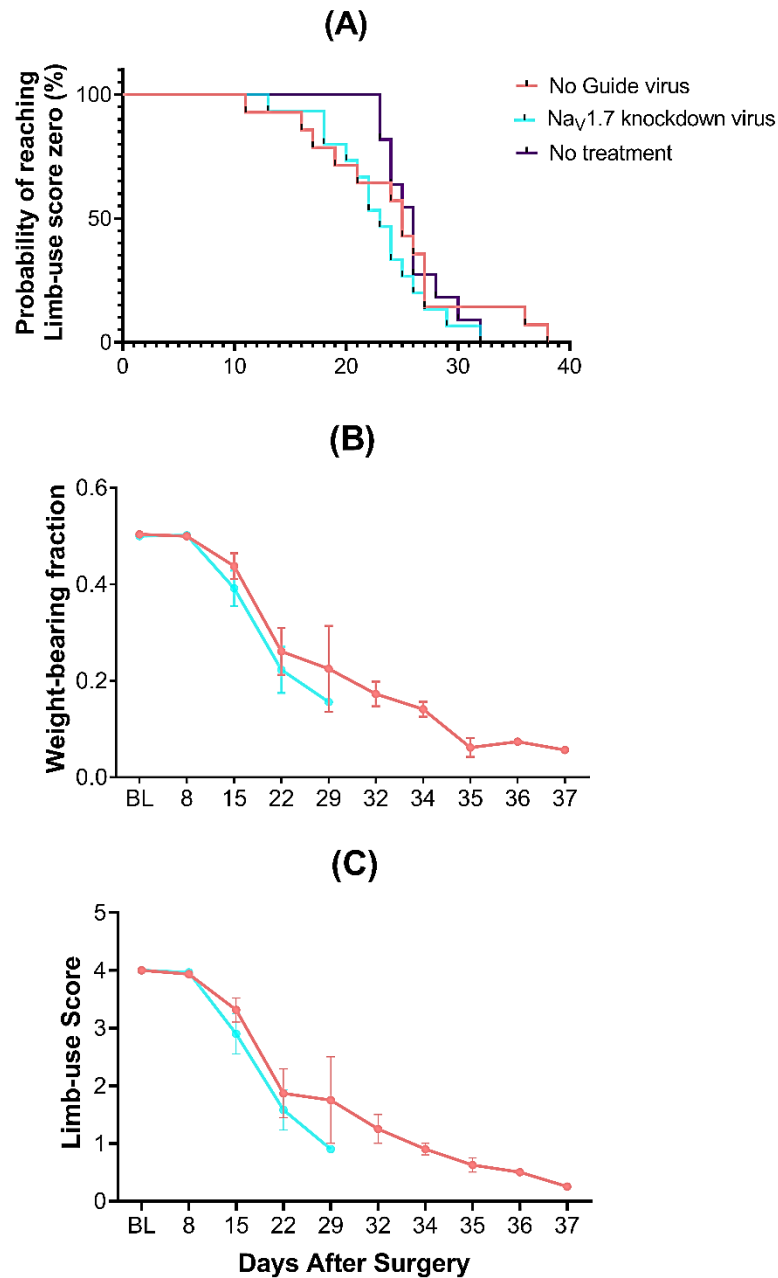 (A)
Probability of reaching
Limb-use score zero (%)
100
50
0
0 10 20 30 40
No Guide virus
NaV1.7 knockdown virus
No treatment
(B)
Weight-bearing fraction
0.6
0.4
0.2
0.0
BL 8 15 22 29 32 34 35 36 37
(C)
Limb-use Score
5
4
3
2
1
0
BL 8 15 22 29 32 34 35 36 37
Days After Surgery